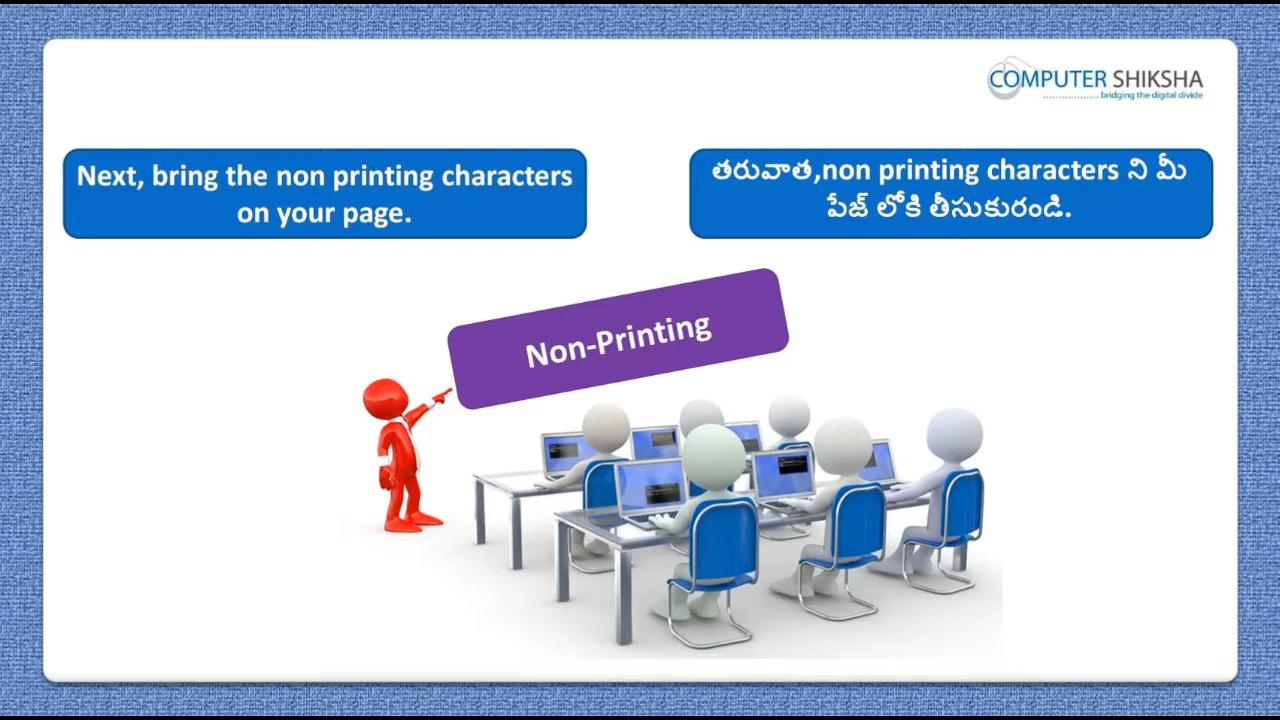 COMPUTER SHIKSHA
bridging the digital divide
Next, bring the non printing characters
on your page.
తరువాత,non printing characters ని మీ
పేజ్ లోకి తీసుకురండి.
Non-Printing